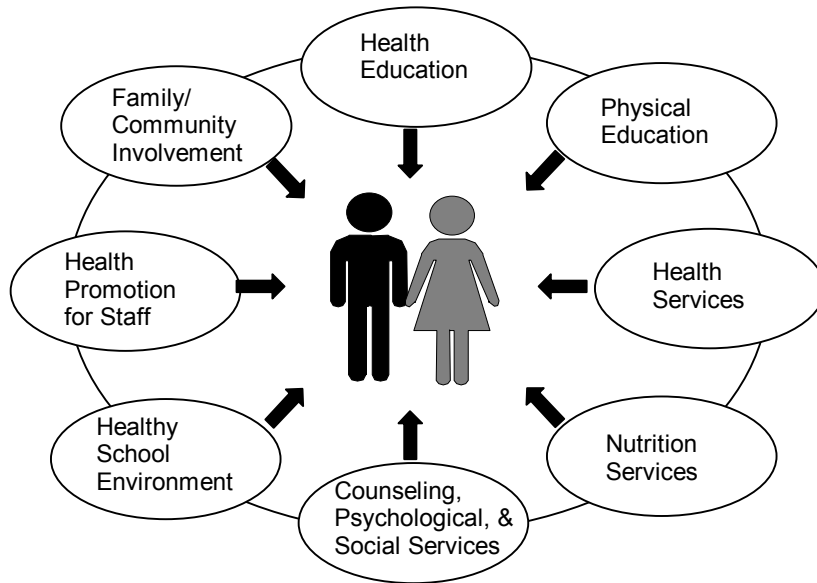 Health
Education
Physical
Education
Health
Services
Nutrition
Services
Counseling,
Psychological, &
Social Services
Healthy
School
Environment
Health
Promotion
for Staff
Family/
Community
Involvement